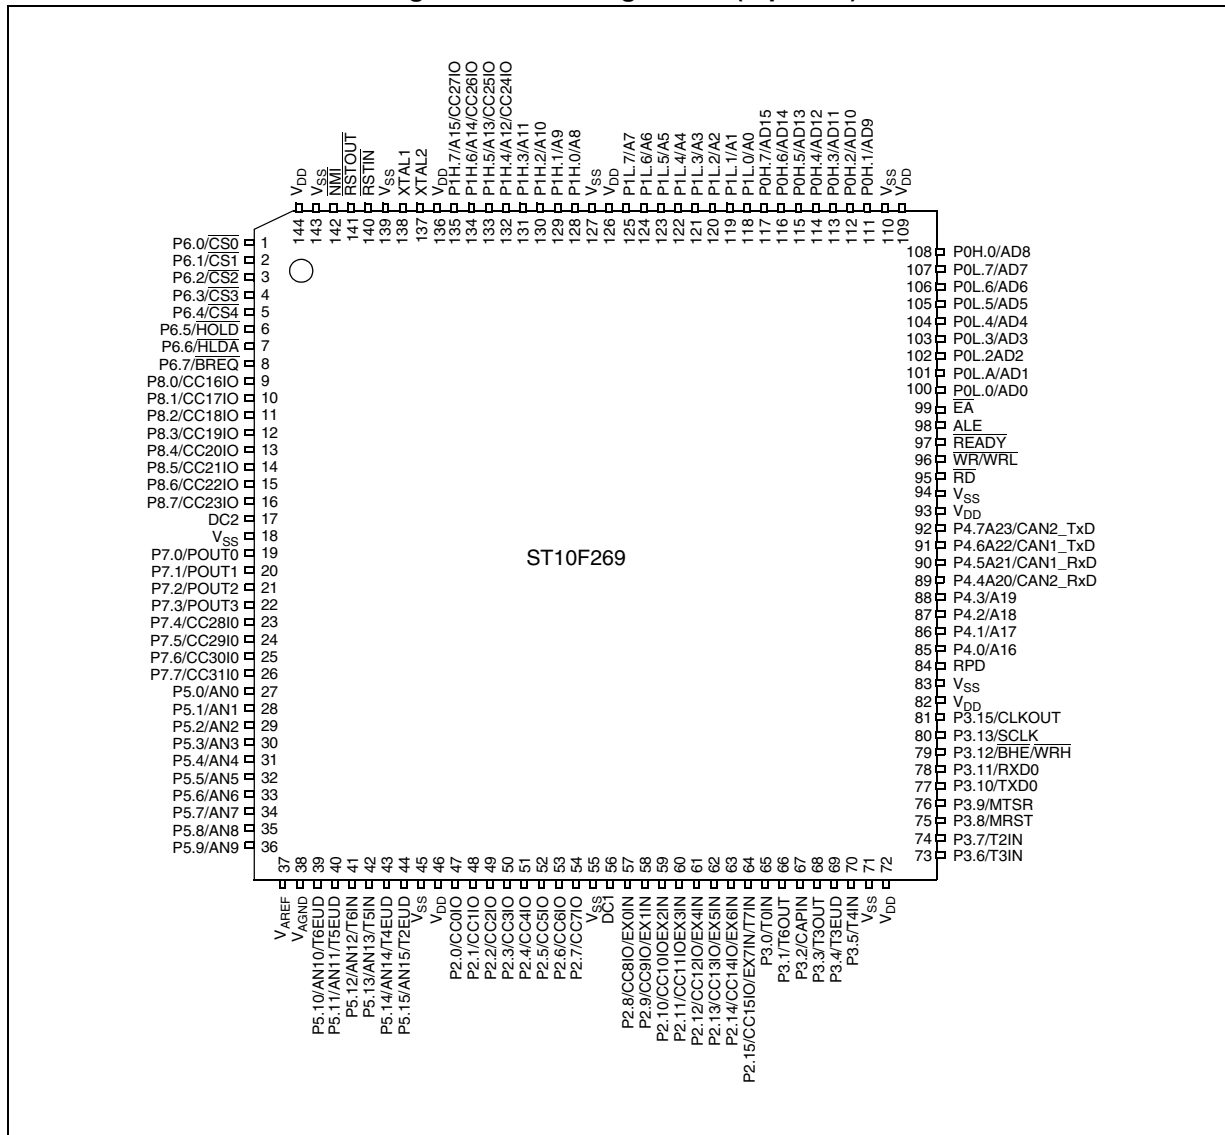 V_DD
V_SS
NMI
RSTOUT
RSTIN
V_SS
XTAL1
XTAL2
V_DD
P1H.7/A15/CC27IO
P1H.6/A14/CC26IO
P1H.5/A13/CC25IO
P1H.4/A12/CC24IO
P1H.3/A11
P1H.2/A10
P1H.1/A9
P1H.0/A8
V_SS
V_DD
P1L.7/A7
P1L.6/A6
P1L.5/A5
P1L.4/A4
P1L.3/A3
P1L.2/A2
P1L.1/A1
P1L.0/A0
P0H.7/AD15
P0H.6/AD14
P0H.5/AD13
P0H.4/AD12
P0H.3/AD11
P0H.2/AD10
P0H.1/AD9
V_SS
V_DD
144
143
142
141
140
139
138
137
136
135
134
133
132
131
130
129
128
127
126
125
124
123
122
121
120
119
118
117
116
115
114
113
112
111
110
109
P6.0/CS0 1
P6.1/CS1 2
P6.2/CS2 3
P6.3/CS3 4
P6.4/CS4 5
P6.5/HOLD 6
P6.6/HLDA 7
P6.7/BREQ 8
P8.0/CC16IO 9
P8.1/CC17IO 10
P8.2/CC18IO 11
P8.3/CC19IO 12
P8.4/CC20IO 13
P8.5/CC21IO 14
P8.6/CC22IO 15
P8.7/CC23IO 16
DC2 17
V_SS 18
P7.0/POUT0 19
P7.1/POUT1 20
P7.2/POUT2 21
P7.3/POUT3 22
P7.4/CC28I0 23
P7.5/CC29I0 24
P7.6/CC30I0 25
P7.7/CC31I0 26
P5.0/AN0 27
P5.1/AN1 28
P5.2/AN2 29
P5.3/AN3 30
P5.4/AN4 31
P5.5/AN5 32
P5.6/AN6 33
P5.7/AN7 34
P5.8/AN8 35
P5.9/AN9 36
ST10F269
108 P0H.0/AD8
107 P0L.7/AD7
106 P0L.6/AD6
105 P0L.5/AD5
104 P0L.4/AD4
103 P0L.3/AD3
102 P0L.2AD2
101 P0L.A/AD1
100 P0L.0/AD0
99 EA
98 ALE
97 READY
96 WR/WRL
95 RD
94 V_SS
93 V_DD
92 P4.7A23/CAN2_TxD
91 P4.6A22/CAN1_TxD
90 P4.5A21/CAN1_RxD
89 P4.4A20/CAN2_RxD
88 P4.3/A19
87 P4.2/A18
86 P4.1/A17
85 P4.0/A16
84 RPD
83 V_SS
82 V_DD
81 P3.15/CLKOUT
80 P3.13/SCLK
79 P3.12/BHE/WRH
78 P3.11/RXD0
77 P3.10/TXD0
76 P3.9/MTSR
75 P3.8/MRST
74 P3.7/T2IN
73 P3.6/T3IN
37
38
39
40
41
42
43
44
45
46
47
48
49
50
51
52
53
54
55
56
57
58
59
60
61
62
63
64
65
66
67
68
69
70
71
72
V_AREF
V_AGND
P5.10/AN10/T6EUD
P5.11/AN11/T5EUD
P5.12/AN12/T6IN
P5.13/AN13/T5IN
P5.14/AN14/T4EUD
P5.15/AN15/T2EUD
V_SS
V_DD
P2.0/CC0IO
P2.1/CC1IO
P2.2/CC2IO
P2.3/CC3IO
P2.4/CC4IO
P2.5/CC5IO
P2.6/CC6IO
P2.7/CC7IO
V_SS
DC1
P2.8/CC8IO/EX0IN
P2.9/CC9IO/EX1IN
P2.10/CC10IOEX2IN
P2.11/CC11IOEX3IN
P2.12/CC12IO/EX4IN
P2.13/CC13IO/EX5IN
P2.14/CC14IO/EX6IN
P2.15/CC15IO/EX7IN/T7IN
P3.0/T0IN
P3.1/T6OUT
P3.2/CAPIN
P3.3/T3OUT
P3.4/T3EUD
P3.5/T4IN
V_SS
V_DD